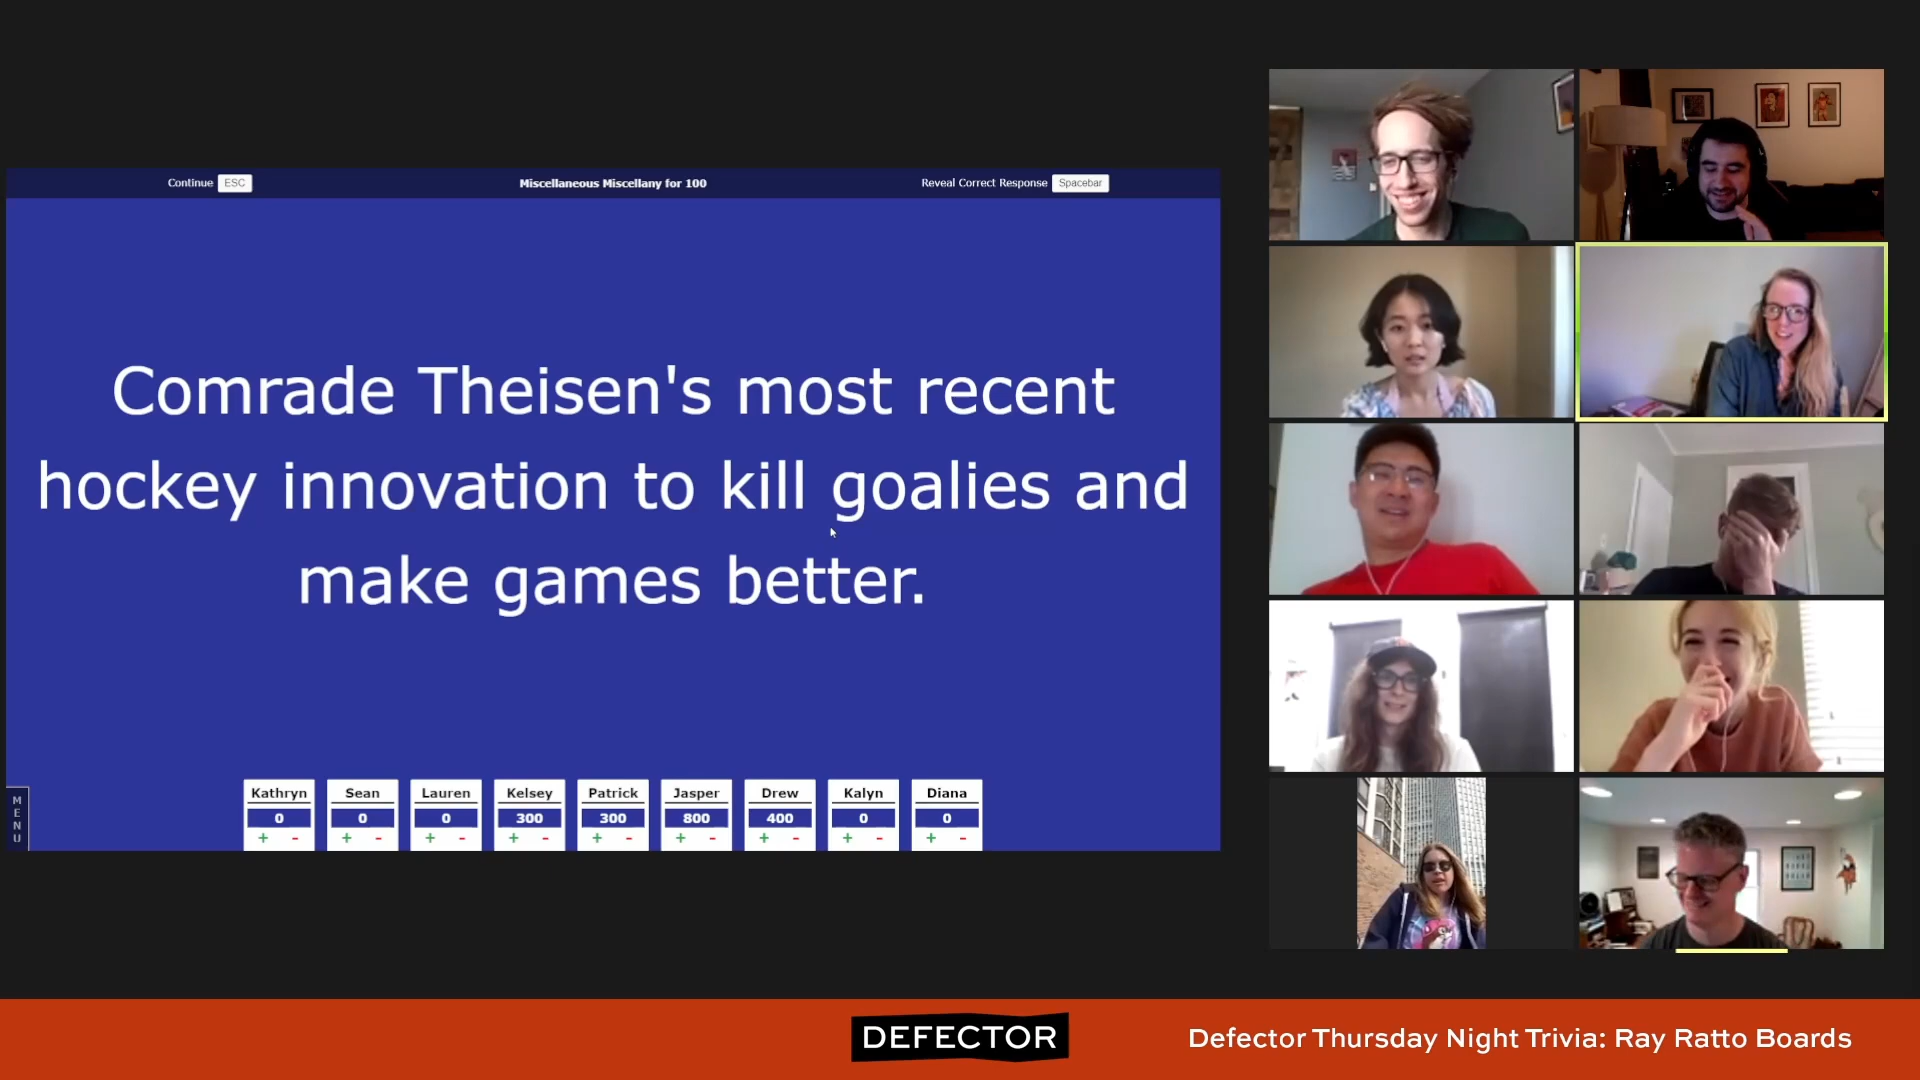 Continue ESC
Miscellaneous Miscellany for 100
Reveal Correct Response Spacebar
Comrade Theisen's most recent
hockey innovation to kill goalies and
make games better.
MENU
Kathryn Sean Lauren Kelsey Patrick Jasper Drew Kalyn Diana
0 0 0 300 300 800 400 0 0
+ - + - + - + - + - + - + - + - + -
DEFECTOR
Defector Thursday Night Trivia: Ray Ratto Boards